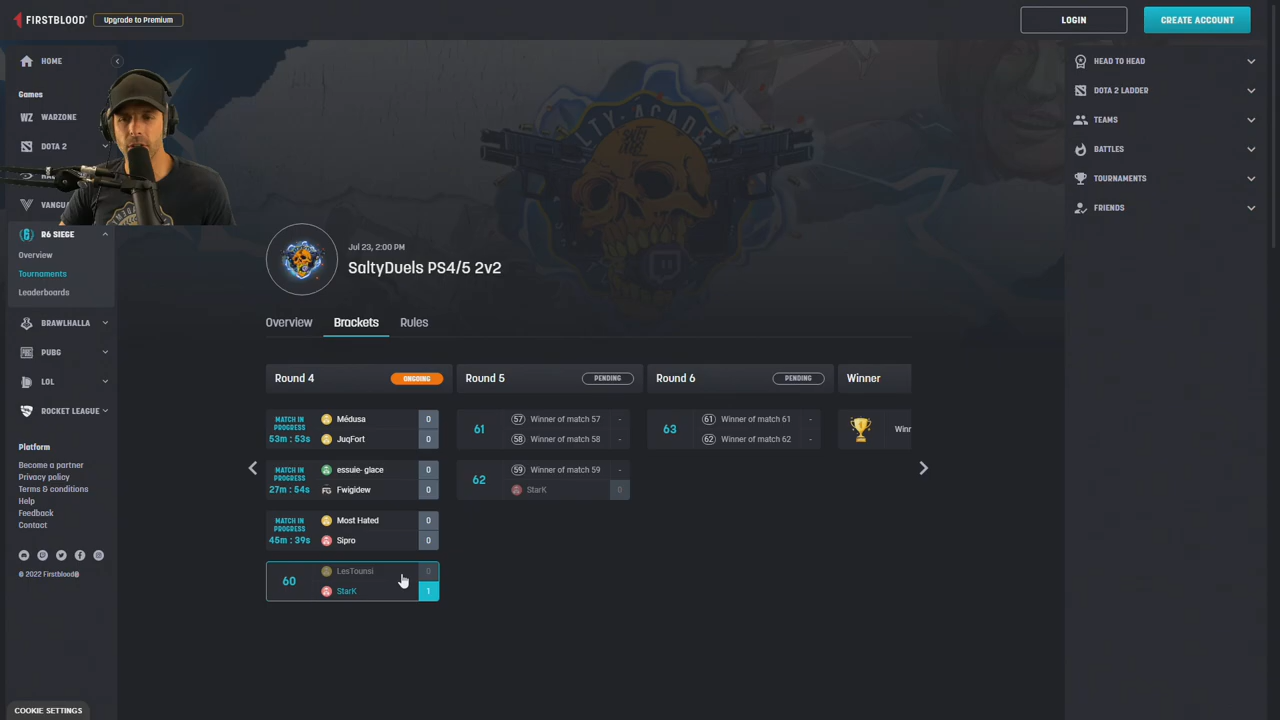 FIRSTBLOOD®
Upgrade to Premium
LOGIN
CREATE ACCOUNT
HOME
Games
WZ WARZONE
DOTA 2
VANGUA
R6 SIEGE
Overview
Tournaments
Leaderboards
BRAWLHALLA
PUBG
LOL
ROCKET LEAGUE
Platform
Become a partner
Privacy policy
Terms & conditions
Help
Feedback
Contact
© 2022 Firstblood®
COOKIE SETTINGS
Jul 23, 2:00 PM
SaltyDuels PS4/5 2v2
Overview
Brackets
Rules
Round 4
ONGOING
MATCH IN PROGRESS
53m : 53s
Médusa 0
JuqFort 0
MATCH IN PROGRESS
27m : 54s
essuie- glace 0
Fwigidew 0
MATCH IN PROGRESS
45m : 39s
Most Hated 0
Sipro 0
60
LesTounsi 0
StarK 1
Round 5
PENDING
61
57 Winner of match 57 -
58 Winner of match 58 -
62
59 Winner of match 59 -
StarK 0
Round 6
PENDING
63
61 Winner of match 61 -
62 Winner of match 62 -
Winner
Winr
HEAD TO HEAD
DOTA 2 LADDER
TEAMS
BATTLES
TOURNAMENTS
FRIENDS